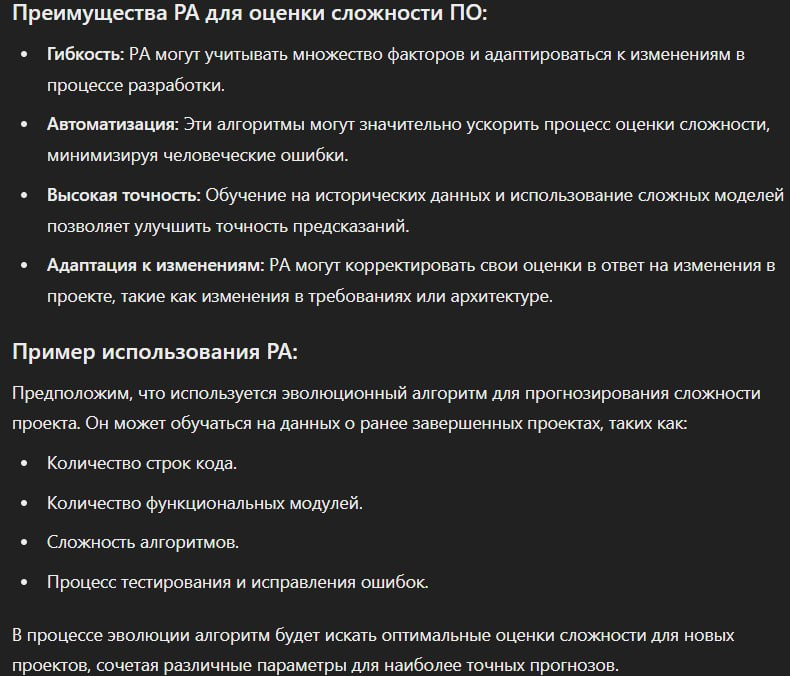 Преимущества РА для оценки сложности ПО:
• Гибкость: РА могут учитывать множество факторов и адаптироваться к изменениям в
процессе разработки.
• Автоматизация: Эти алгоритмы могут значительно ускорить процесс оценки сложности,
минимизируя человеческие ошибки.
• Высокая точность: Обучение на исторических данных и использование сложных моделей
позволяет улучшить точность предсказаний.
• Адаптация к изменениям: РА могут корректировать свои оценки в ответ на изменения в
проекте, такие как изменения в требованиях или архитектуре.
Пример использования РА:
Предположим, что используется эволюционный алгоритм для прогнозирования сложности
проекта. Он может обучаться на данных о ранее завершенных проектах, таких как:
• Количество строк кода.
• Количество функциональных модулей.
• Сложность алгоритмов.
• Процесс тестирования и исправления ошибок.
В процессе эволюции алгоритм будет искать оптимальные оценки сложности для новых
проектов, сочетая различные параметры для наиболее точных прогнозов.